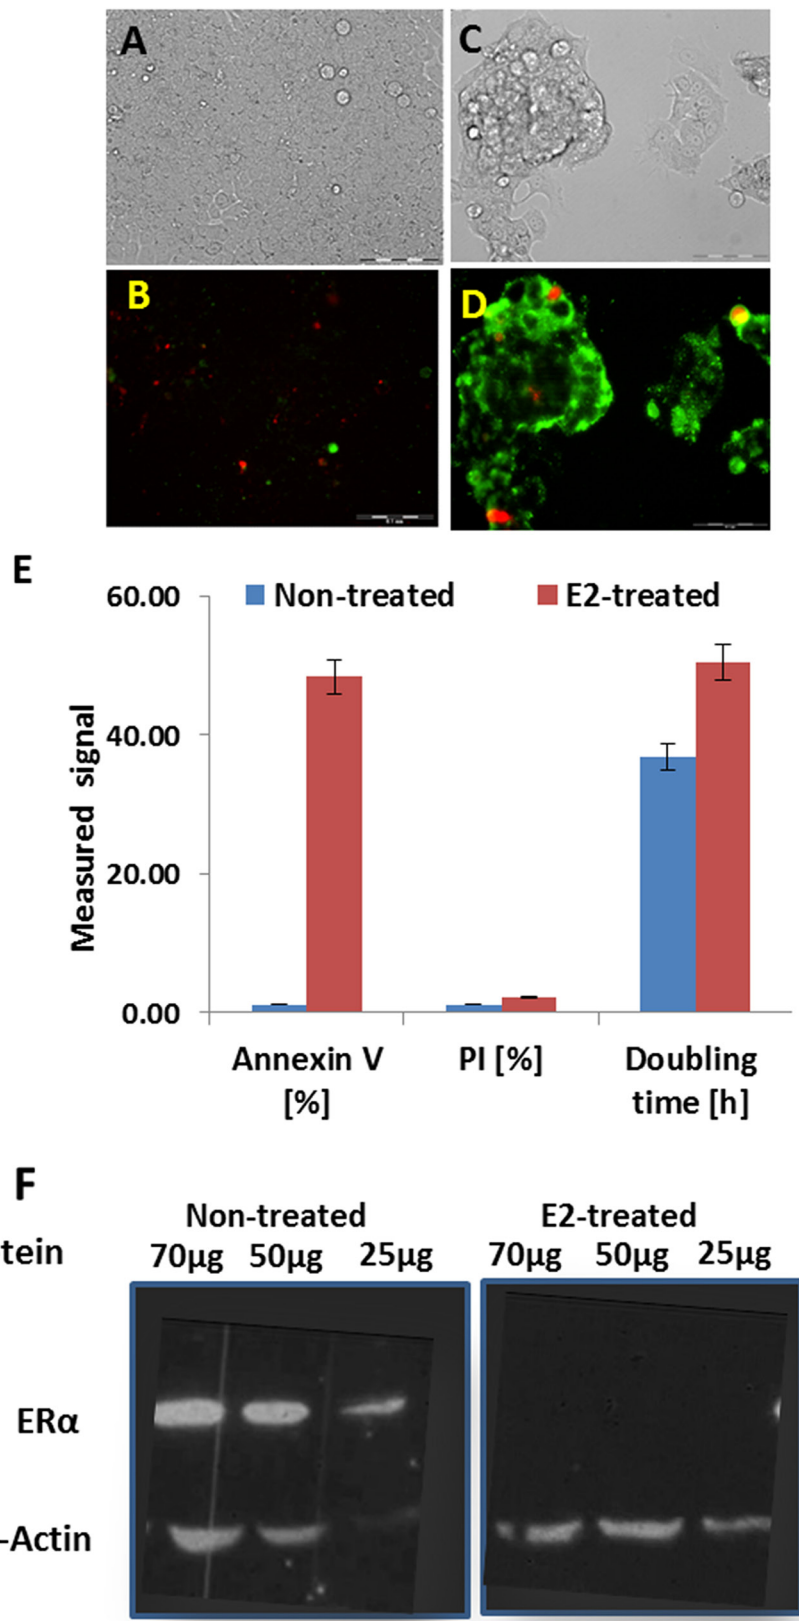 A
C
B
D
E
60.00
Non-treated
E2-treated
40.00
20.00
0.00
Measured signal
Annexin V
[%]
PI [%]
Doubling
time [h]
F
Non-treated
E2-treated
tein
70µg 50µg 25µg
70µg 50µg 25µg
ERα
-Actin